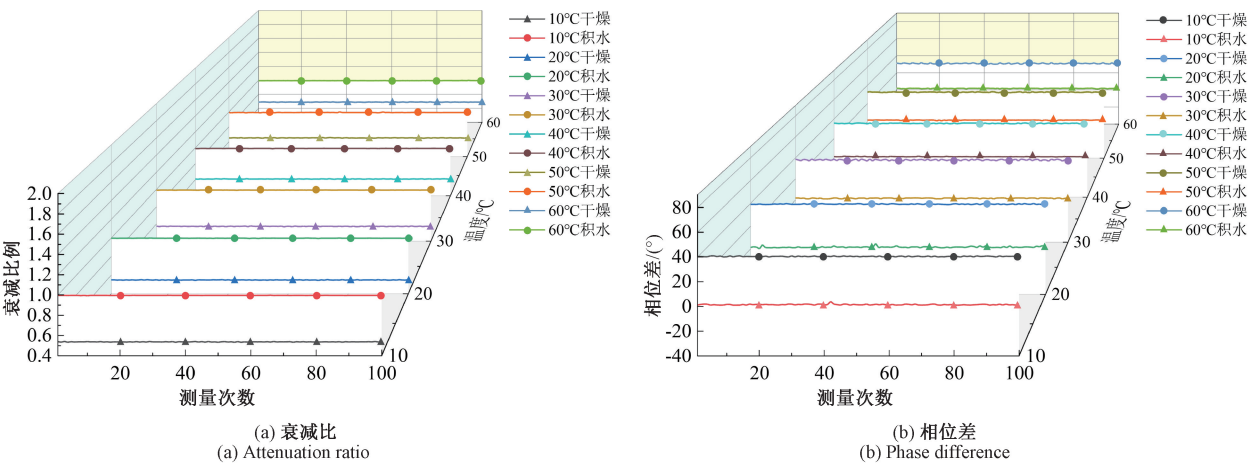 10℃干燥
10℃积水
20℃干燥
20℃积水
30℃干燥
30℃积水
40℃干燥
40℃积水
50℃干燥
50℃积水
60℃干燥
60℃积水
2.0
1.8
1.6
1.4
1.2
1.0
0.8
0.6
0.4
衰减比例
20 40 60 80 100
测量次数
10
20
30
40
50
60
温度/℃
(a) 衰减比
(a) Attenuation ratio
10℃干燥
10℃积水
20℃干燥
20℃积水
30℃干燥
30℃积水
40℃干燥
40℃积水
50℃干燥
50℃积水
60℃干燥
60℃积水
80
60
40
20
0
-20
-40
相位差/(°)
20 40 60 80 100
测量次数
10
20
30
40
50
60
温度/℃
(b) 相位差
(b) Phase difference